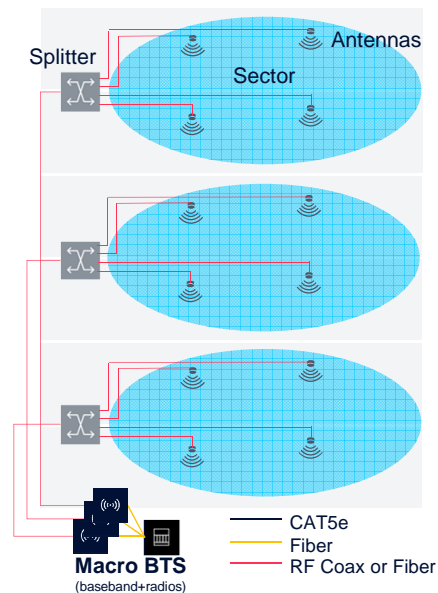 Splitter
Antennas
Sector
Macro BTS
(baseband+radios)
CAT5e
Fiber
RF Coax or Fiber